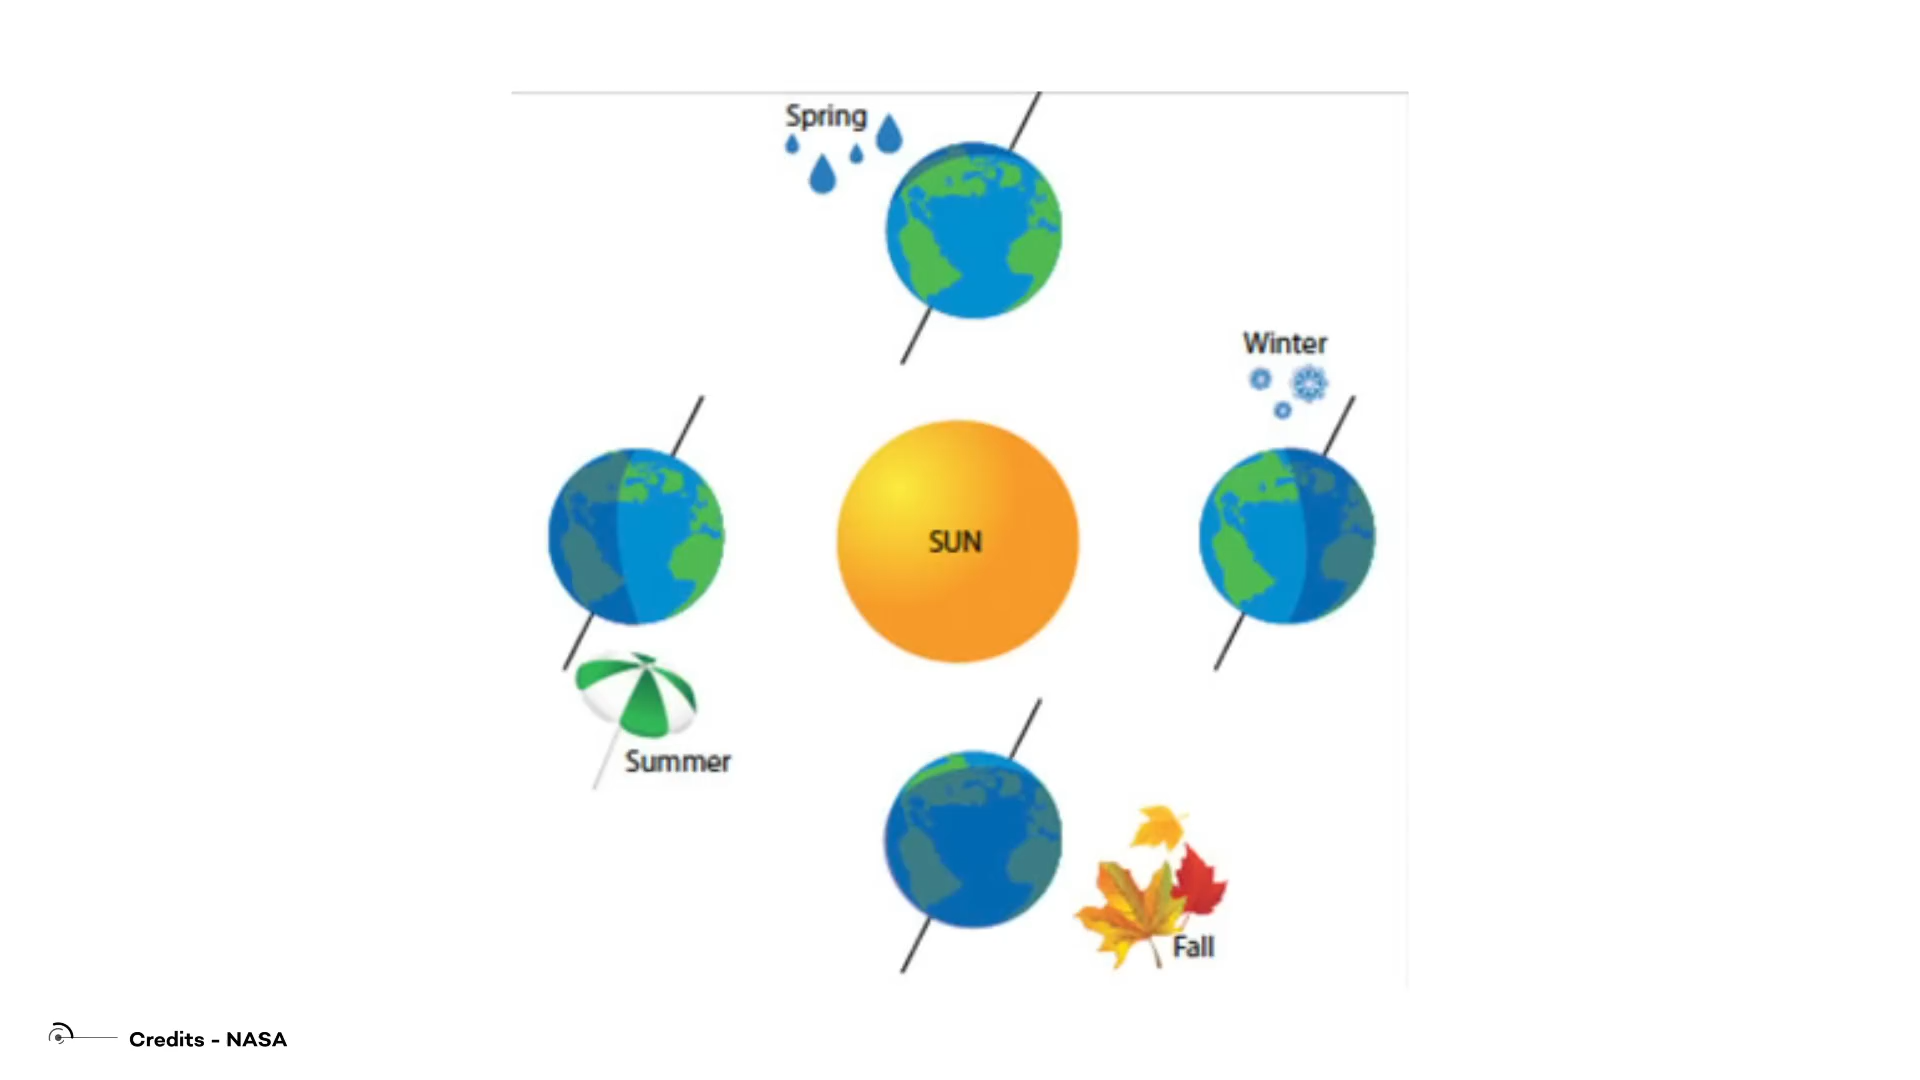 Spring
Winter
SUN
Summer
Fall
Credits - NASA